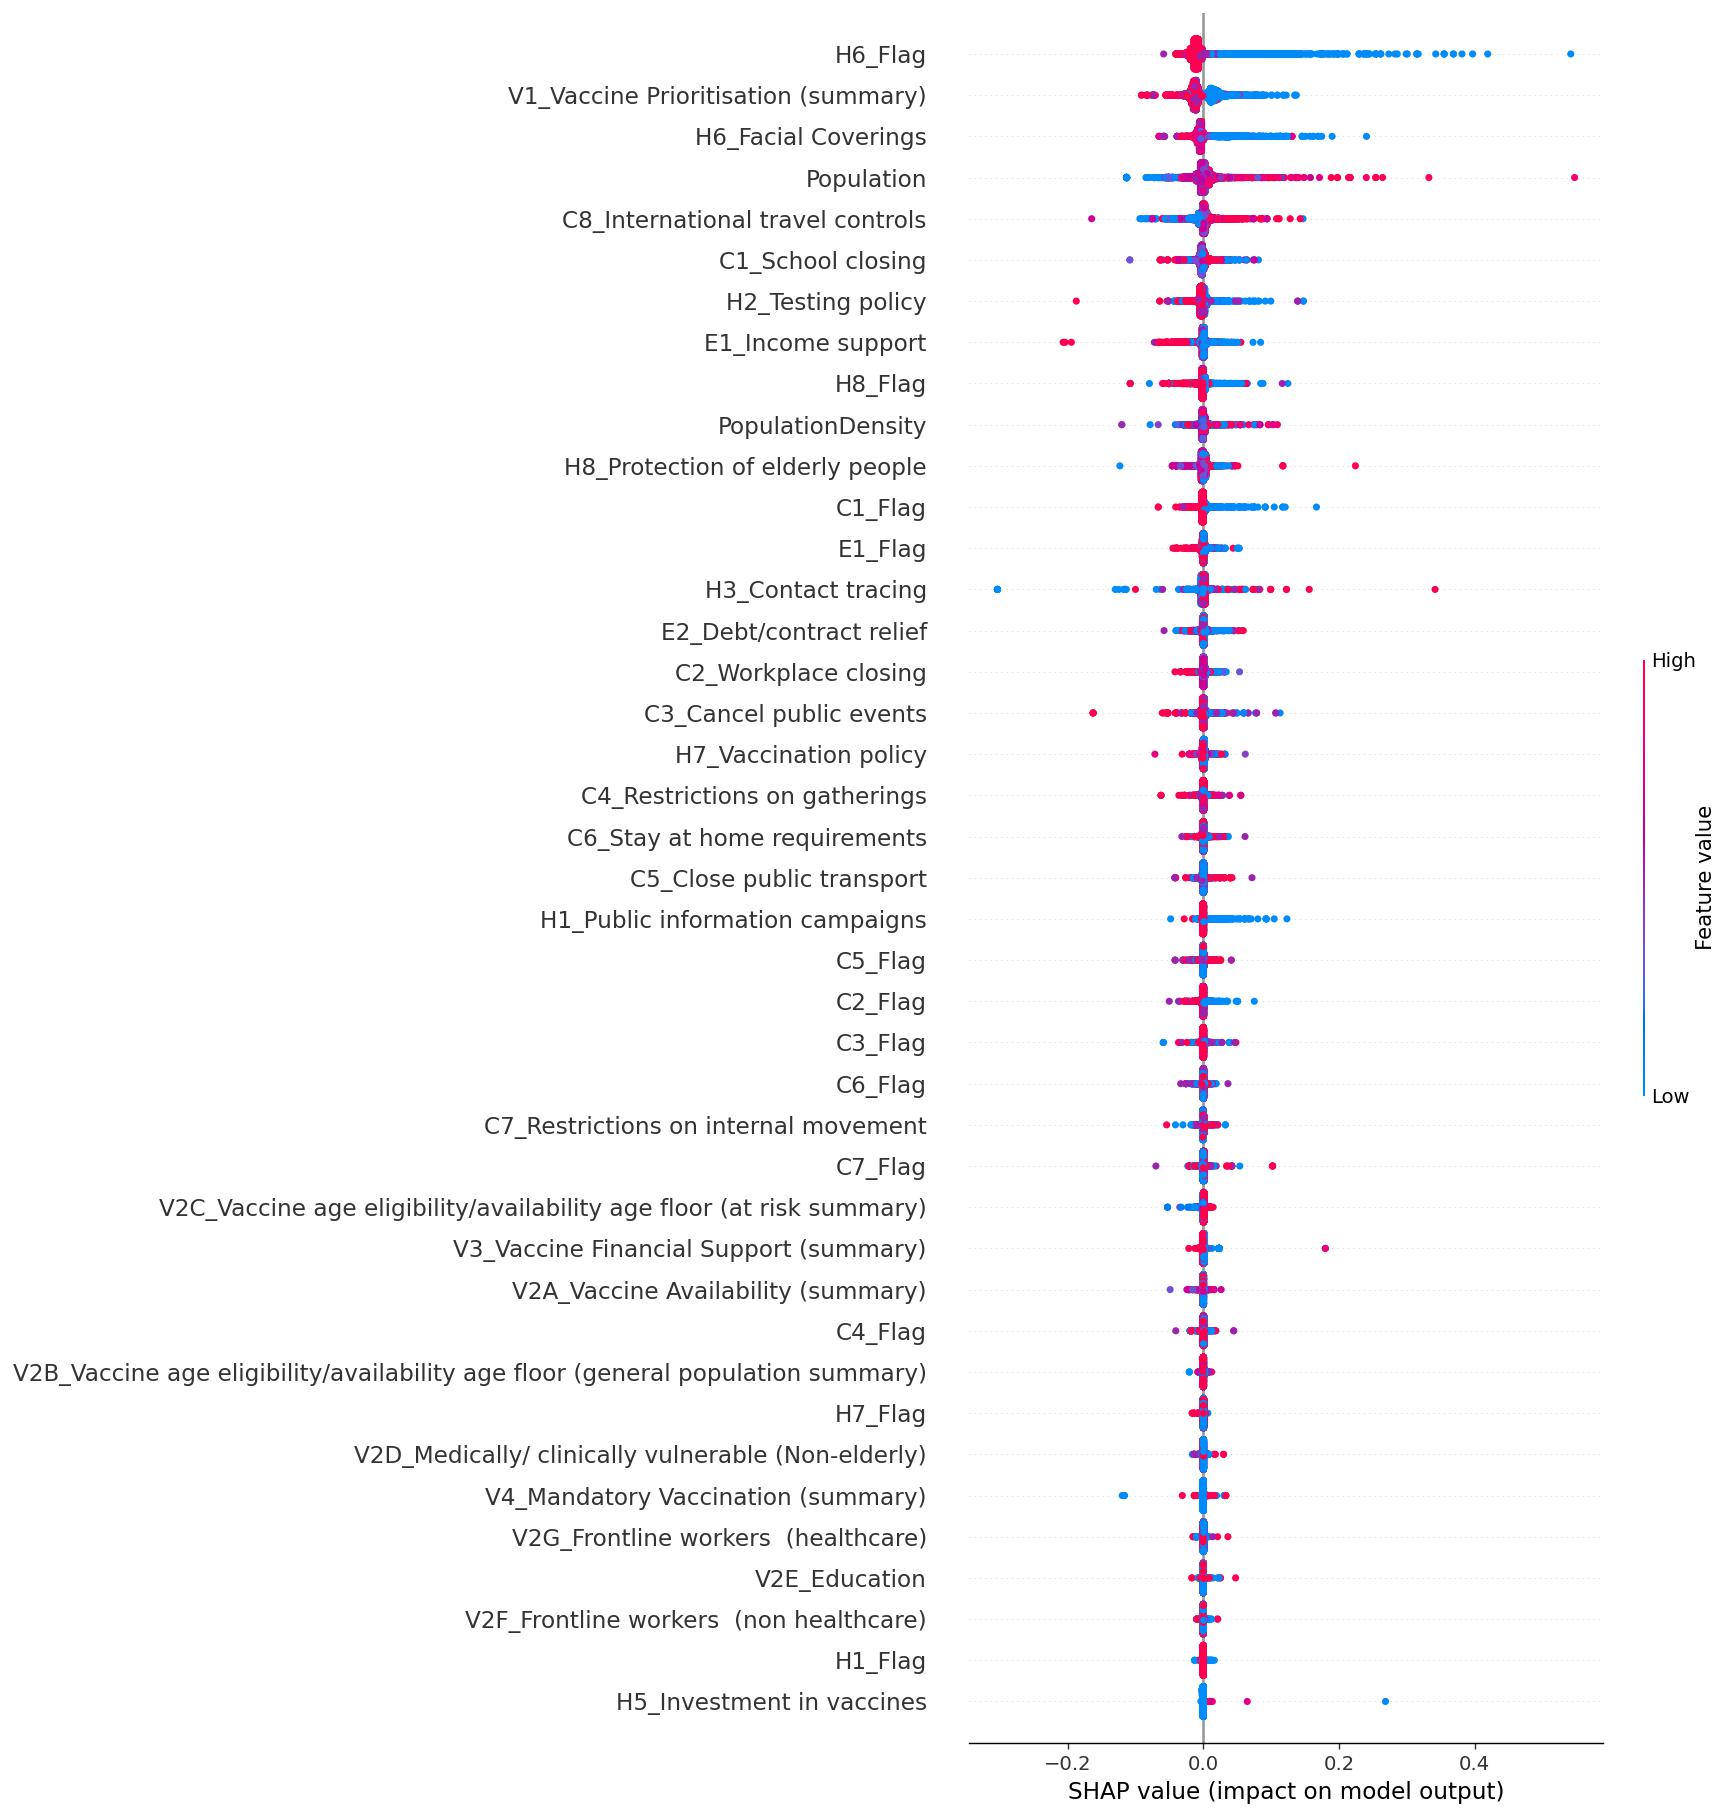 H6_Flag
V1_Vaccine Prioritisation (summary)
H6_Facial Coverings
Population
C8_International travel controls
C1_School closing
H2_Testing policy
E1_Income support
H8_Flag
PopulationDensity
H8_Protection of elderly people
C1_Flag
E1_Flag
H3_Contact tracing
E2_Debt/contract relief
C2_Workplace closing
C3_Cancel public events
H7_Vaccination policy
C4_Restrictions on gatherings
C6_Stay at home requirements
C5_Close public transport
H1_Public information campaigns
C5_Flag
C2_Flag
C3_Flag
C6_Flag
C7_Restrictions on internal movement
C7_Flag
V2C_Vaccine age eligibility/availability age floor (at risk summary)
V3_Vaccine Financial Support (summary)
V2A_Vaccine Availability (summary)
C4_Flag
V2B_Vaccine age eligibility/availability age floor (general population summary)
H7_Flag
V2D_Medically/ clinically vulnerable (Non-elderly)
V4_Mandatory Vaccination (summary)
V2G_Frontline workers  (healthcare)
V2E_Education
V2F_Frontline workers  (non healthcare)
H1_Flag
H5_Investment in vaccines
−0.2 0.0 0.2 0.4
SHAP value (impact on model output)
High
Feature value
Low